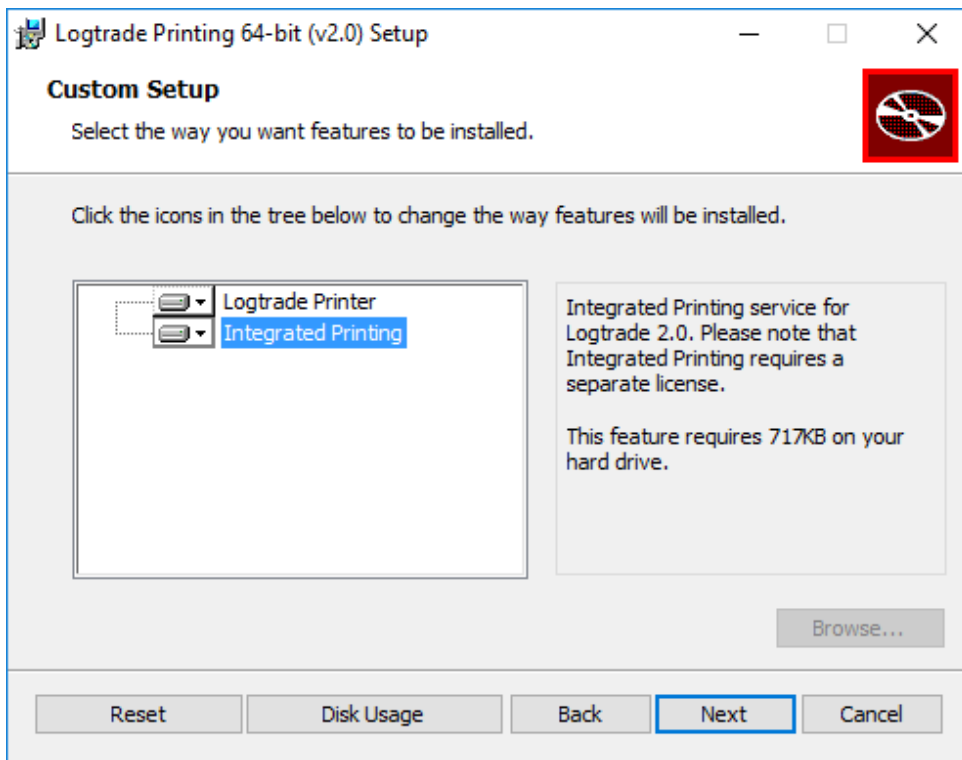 Logtrade Printing 64-bit (v2.0) Setup
Custom Setup
Select the way you want features to be installed.
Click the icons in the tree below to change the way features will be installed.
Logtrade Printer
Integrated Printing
Integrated Printing service for
Logtrade 2.0. Please note that
Integrated Printing requires a
separate license.
This feature requires 717KB on your
hard drive.
Browse...
Reset
Disk Usage
Back
Next
Cancel